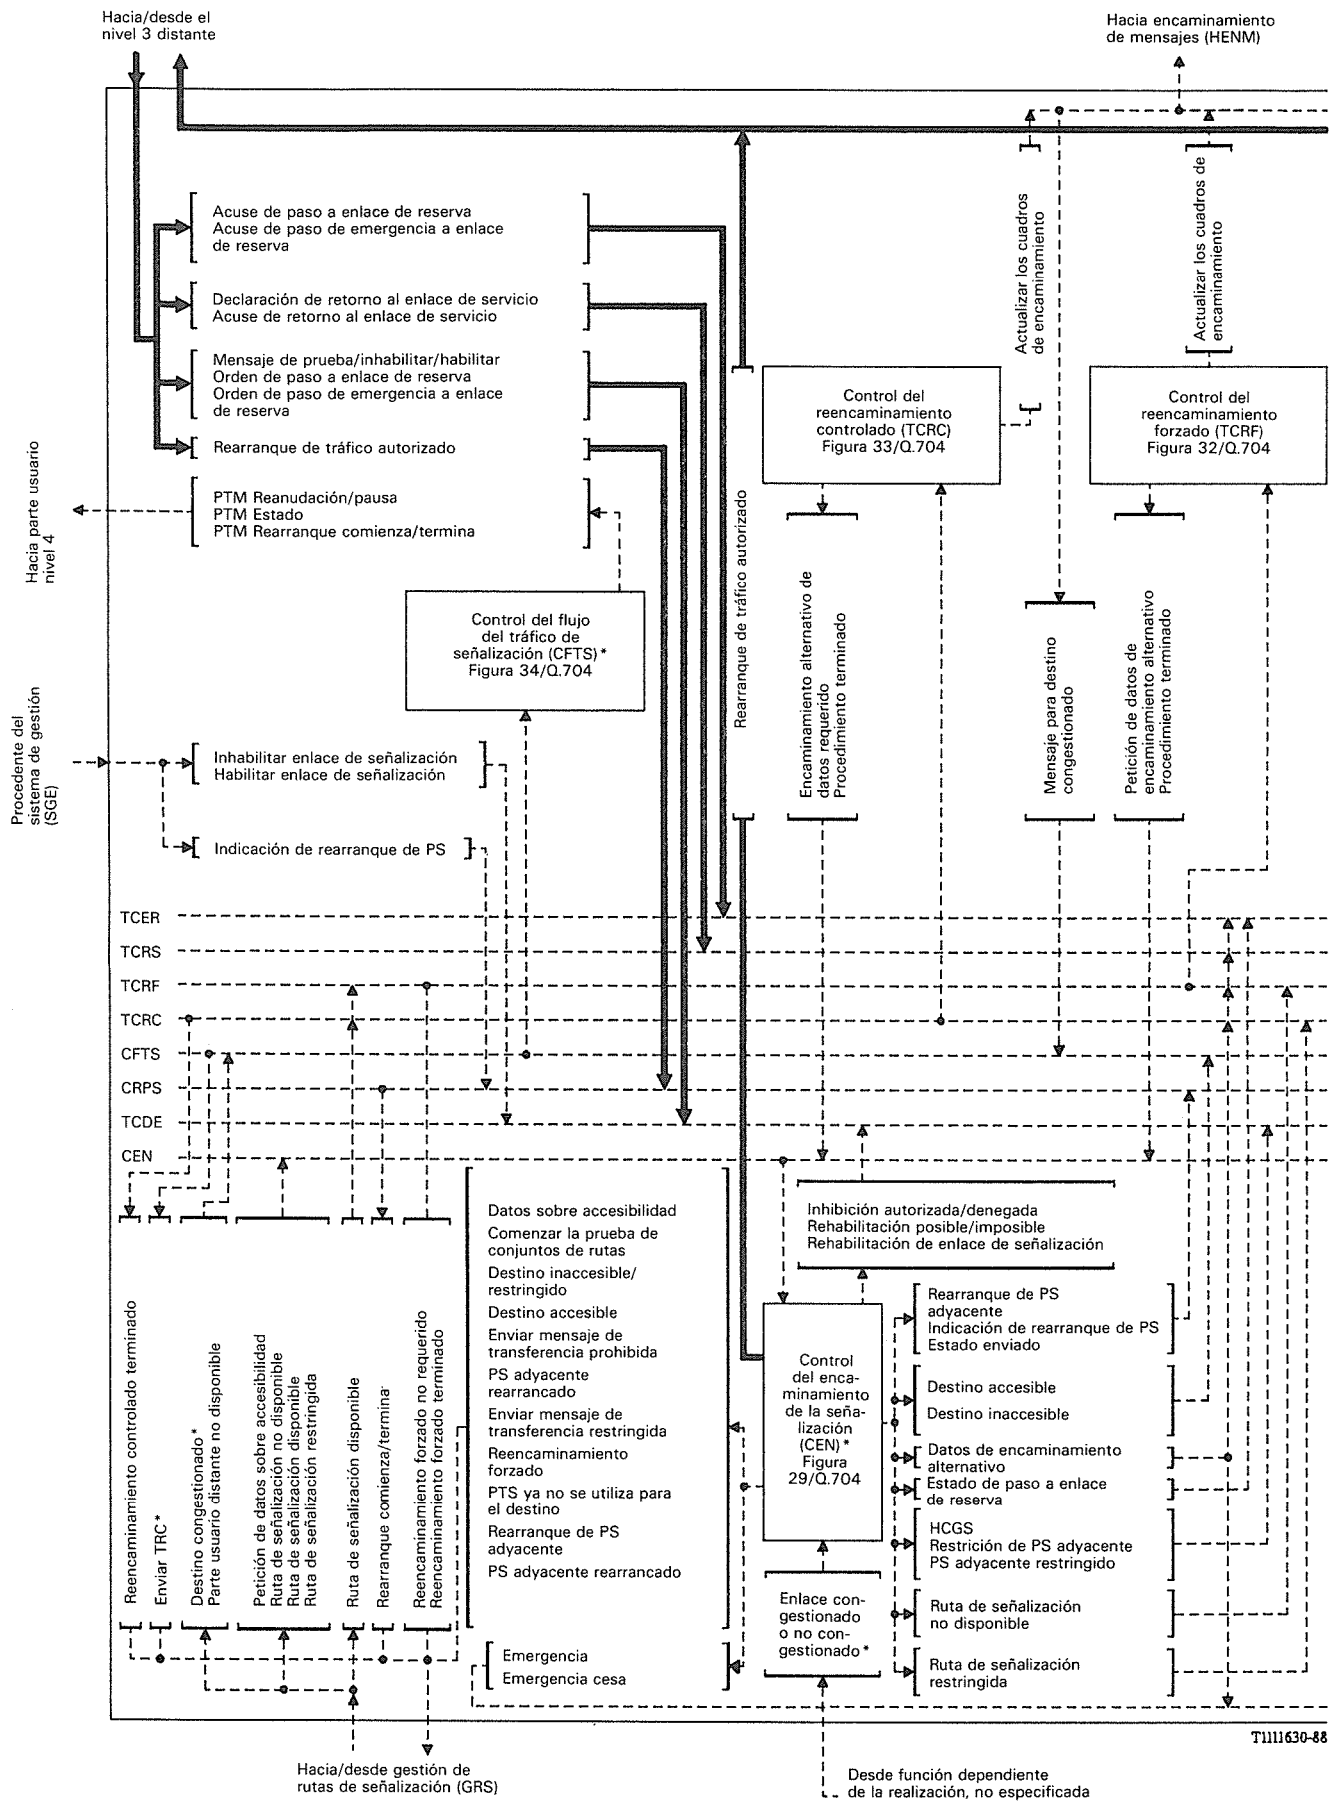 Hacia/desde el
nivel 3 distante
Hacia encaminamiento
de mensajes (HENM)
Acuse de paso a enlace de reserva
Acuse de paso de emergencia a enlace
de reserva
Declaración de retorno al enlace de servicio
Acuse de retorno al enlace de servicio
Mensaje de prueba/inhabilitar/habilitar
Orden de paso a enlace de reserva
Orden de paso de emergencia a enlace
de reserva
Rearranque de tráfico autorizado
PTM Reanudación/pausa
PTM Estado
PTM Rearranque comienza/termina
Hacia parte usuario
nivel 4
Control del flujo
del tráfico de
señalización (CFTS)*
Figura 34/Q.704
Procedente del
sistema de gestión
(SGE)
Inhabilitar enlace de señalización
Habilitar enlace de señalización
Indicación de rearranque de PS
Rearranque de tráfico autorizado
Actualizar los cuadros
de encaminamiento
Actualizar los cuadros de
encaminamiento
Control del
reencaminamiento
controlado (TCRC)
Figura 33/Q.704
Control del
reencaminamiento
forzado (TCRF)
Figura 32/Q.704
Encaminamiento alternativo de
datos requerido
Procedimiento terminado
Mensaje para destino
congestionado
Petición de datos de
encaminamiento alternativo
Procedimiento terminado
TCER
TCRS
TCRF
TCRC
CFTS
CRPS
TCDE
CEN
Reencaminamiento controlado terminado
Enviar TRC*
Destino congestionado*
Parte usuario distante no disponible
Petición de datos sobre accesibilidad
Ruta de señalización no disponible
Ruta de señalización disponible
Ruta de señalización restringida
Ruta de señalización disponible
Rearranque comienza/termina
Reencaminamiento forzado no requerido
Reencaminamiento forzado terminado
Datos sobre accesibilidad
Comenzar la prueba de
conjuntos de rutas
Destino inaccesible/
restringido
Destino accesible
Enviar mensaje de
transferencia prohibida
PS adyacente
rearrancado
Enviar mensaje de
transferencia restringida
Reencaminamiento
forzado
PTS ya no se utiliza para
el destino
Rearranque de PS
adyacente
PS adyacente rearrancado
Emergencia
Emergencia cesa
Inhibición autorizada/denegada
Rehabilitación posible/imposible
Rehabilitación de enlace de señalización
Control
del enca-
minamiento
de la seña-
lización
(CEN)*
Figura
29/Q.704
Enlace con-
gestionado
o no con-
gestionado*
Rearranque de PS
adyacente
Indicación de rearranque de PS
Estado enviado
Destino accesible
Destino inaccesible
Datos de encaminamiento
alternativo
Estado de paso a enlace
de reserva
HCGS
Restrición de PS adyacente
PS adyacente restringido
Ruta de señalización
no disponible
Ruta de señalización
restringida
T1111630-88
Hacia/desde gestión de
rutas de señalización (GRS)
Desde función dependiente
de la realización, no especificada